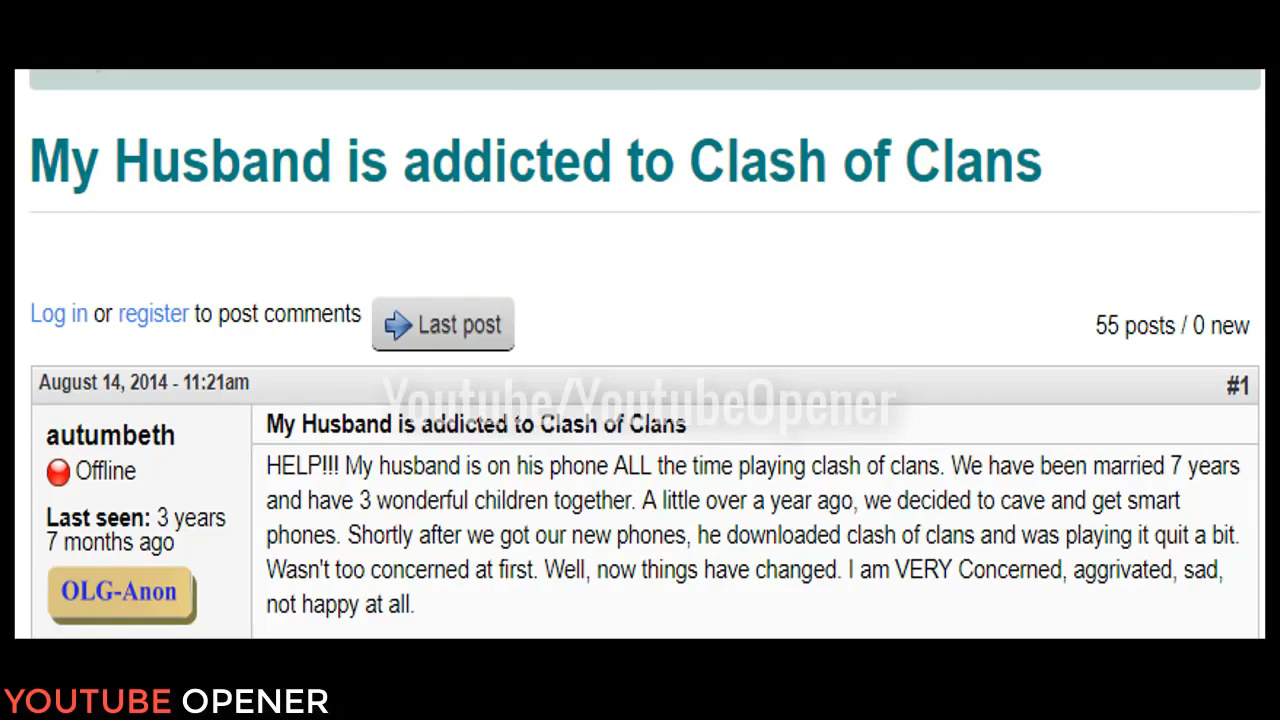 My Husband is addicted to Clash of Clans
Log in or register to post comments
Last post
55 posts / 0 new
August 14, 2014 - 11:21am
#1
Youtube/YoutubeOpener
autumbeth
Offline
Last seen: 3 years
7 months ago
OLG-Anon
My Husband is addicted to Clash of Clans
HELP!!! My husband is on his phone ALL the time playing clash of clans. We have been married 7 years
and have 3 wonderful children together. A little over a year ago, we decided to cave and get smart
phones. Shortly after we got our new phones, he downloaded clash of clans and was playing it quit a bit.
Wasn't too concerned at first. Well, now things have changed. I am VERY Concerned, aggrivated, sad,
not happy at all.
YOUTUBE OPENER